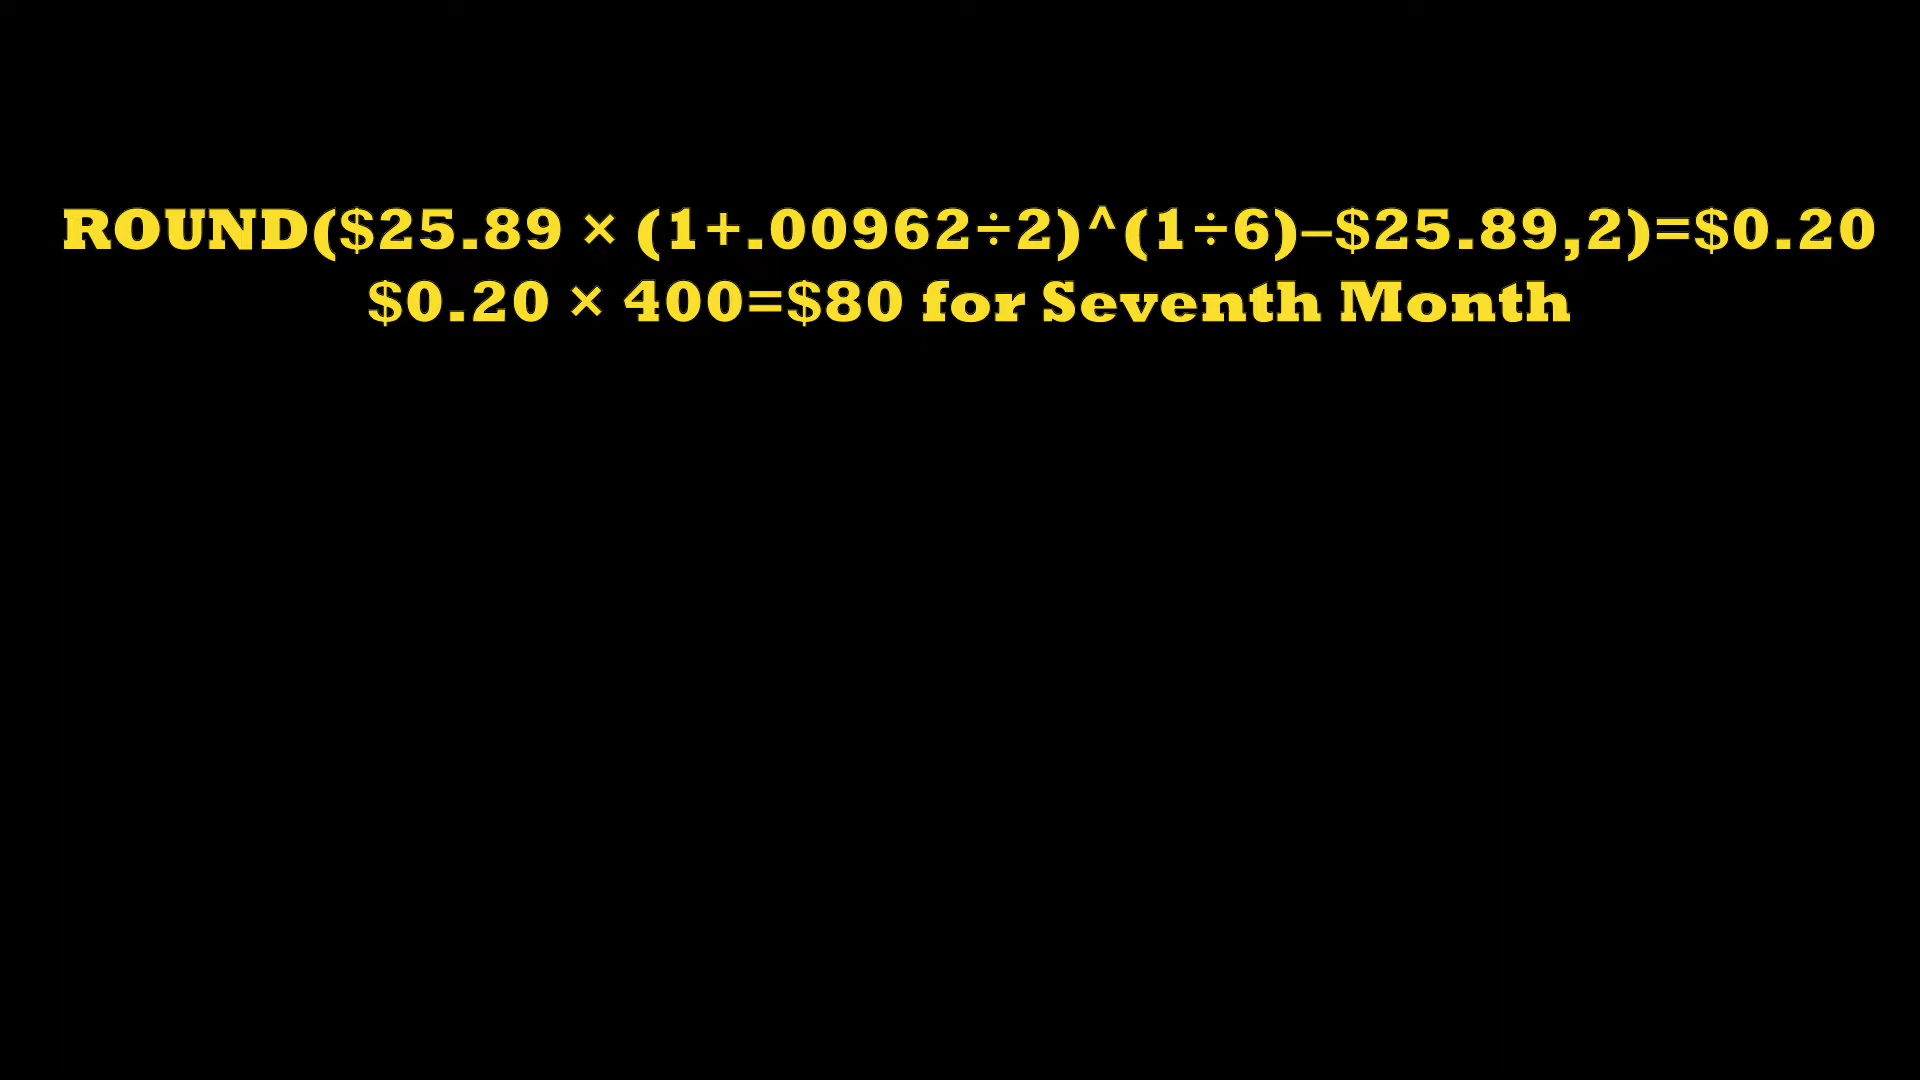 ROUND($25.89 × (1+.00962÷2)^(1÷6)–$25.89,2)=$0.20
$0.20 × 400=$80 for Seventh Month